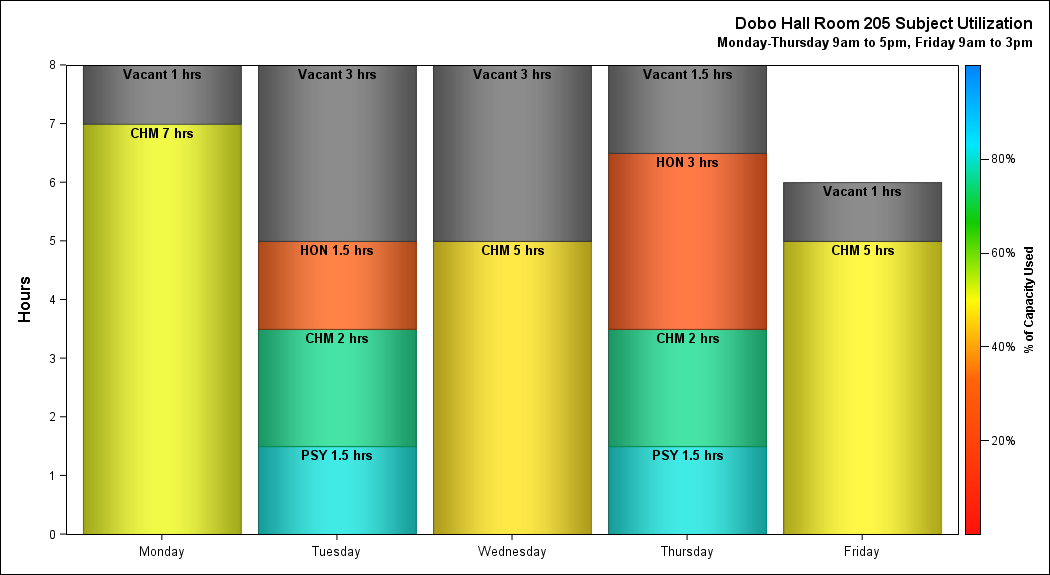 Dobo Hall Room 205 Subject Utilization
Monday-Thursday 9am to 5pm, Friday 9am to 3pm
Hours
8
7
6
5
4
3
2
1
0
Vacant 1 hrs
CHM 7 hrs
Vacant 3 hrs
HON 1.5 hrs
CHM 2 hrs
PSY 1.5 hrs
Vacant 3 hrs
CHM 5 hrs
Vacant 1.5 hrs
HON 3 hrs
CHM 2 hrs
PSY 1.5 hrs
Vacant 1 hrs
CHM 5 hrs
Monday
Tuesday
Wednesday
Thursday
Friday
80%
60%
40%
20%
% of Capacity Used